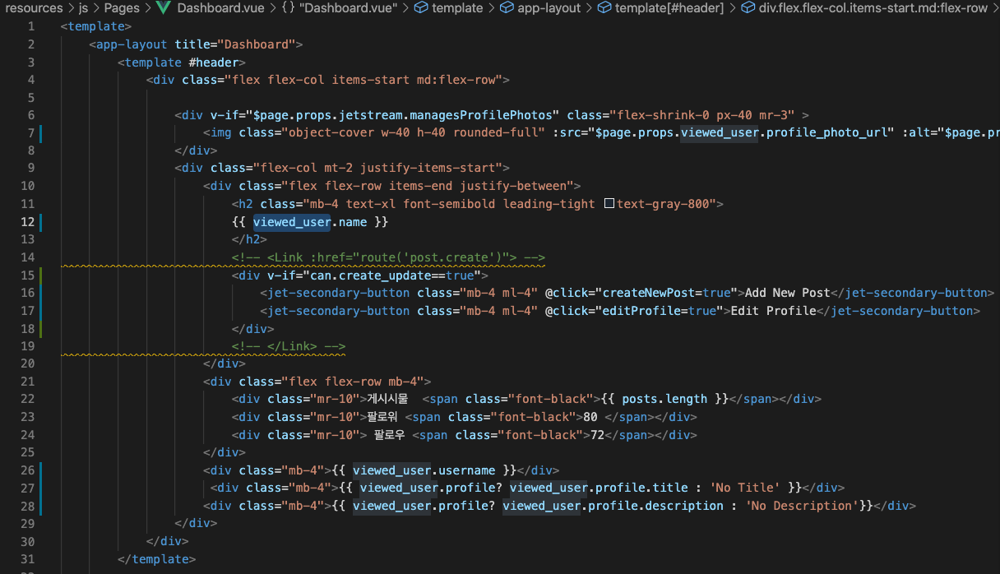 resources > js > Pages > Dashboard.vue > {} "Dashboard.vue" > template > app-layout > template[#header] > div.flex.flex-col.items-start.md:flex-row >
1 <template>
2 <app-layout title="Dashboard">
3 <template #header>
4 <div class="flex flex-col items-start md:flex-row">
5
6 <div v-if="$page.props.jetstream.managesProfilePhotos" class="flex-shrink-0 px-40 mr-3" >
7 <img class="object-cover w-40 h-40 rounded-full" :src="$page.props.viewed_user.profile_photo_url" :alt="$page.pr
8 </div>
9 <div class="flex-col mt-2 justify-items-start">
10 <div class="flex flex-row items-end justify-between">
11 <h2 class="mb-4 text-xl font-semibold leading-tight text-gray-800">
12 {{ viewed_user.name }}
13 </h2>
14 <!-- <Link :href="route('post.create')"> -->
15 <div v-if="can.create_update==true">
16 <jet-secondary-button class="mb-4 ml-4" @click="createNewPost=true">Add New Post</jet-secondary-button>
17 <jet-secondary-button class="mb-4 ml-4" @click="editProfile=true">Edit Profile</jet-secondary-button>
18 </div>
19 <!-- </Link> -->
20 </div>
21 <div class="flex flex-row mb-4">
22 <div class="mr-10">게시시물 <span class="font-black">{{ posts.length }}</span></div>
23 <div class="mr-10">팔로워 <span class="font-black">80 </span></div>
24 <div class="mr-10"> 팔로우 <span class="font-black">72</span></div>
25 </div>
26 <div class="mb-4">{{ viewed_user.username }}</div>
27 <div class="mb-4">{{ viewed_user.profile? viewed_user.profile.title : 'No Title' }}</div>
28 <div class="mb-4">{{ viewed_user.profile? viewed_user.profile.description : 'No Description'}}</div>
29 </div>
30 </div>
31 </template>